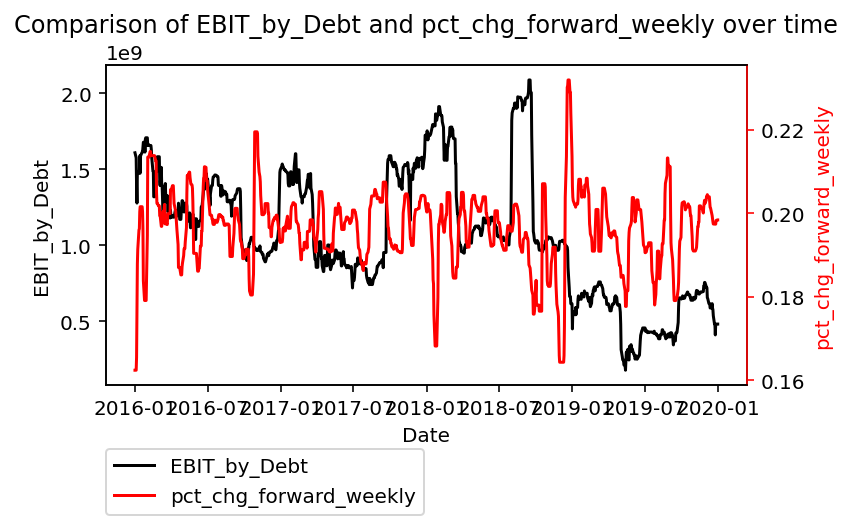 Comparison of EBIT_by_Debt and pct_chg_forward_weekly over time
1e9
2.0
1.5
1.0
0.5
EBIT_by_Debt
0.22
0.20
0.18
0.16
pct_chg_forward_weekly
2016-01 2016-07 2017-01 2017-07 2018-01 2018-07 2019-01 2019-07 2020-01
Date
EBIT_by_Debt
pct_chg_forward_weekly